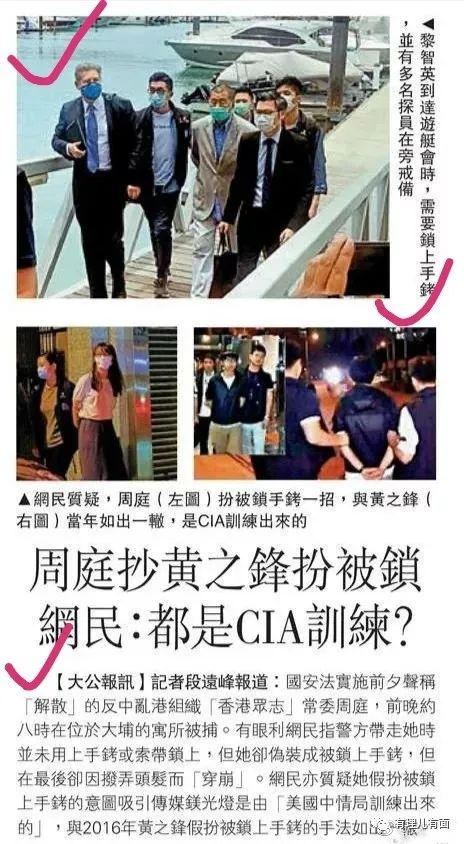 ◀黎智英到達遊艇會時，需要鎖上手銬
，並有多名探員在旁戒備
▲網民質疑，周庭（左圖）扮被鎖手銬一招，與黃之鋒（
右圖）當年如出一轍，是CIA訓練出來的
周庭抄黃之鋒扮被鎖
網民：都是CIA訓練？
【大公報訊】記者段遠峰報道：國安法實施前夕聲稱
「解散」的反中亂港組織「香港眾志」常委周庭，前晚約
八時在位於大埔的寓所被捕。有眼利網民指警方帶走她時
並未用上手銬或索帶鎖上，但她卻偽裝成被鎖上手銬，但
在最後卻因撥弄頭髮而「穿崩」。網民亦質疑她假扮被鎖
上手銬的意圖吸引傳媒鎂光燈是由「美國中情局訓練出來
的」，與2016年黃之鋒假扮被鎖上手銬的手法如出
有理儿有面